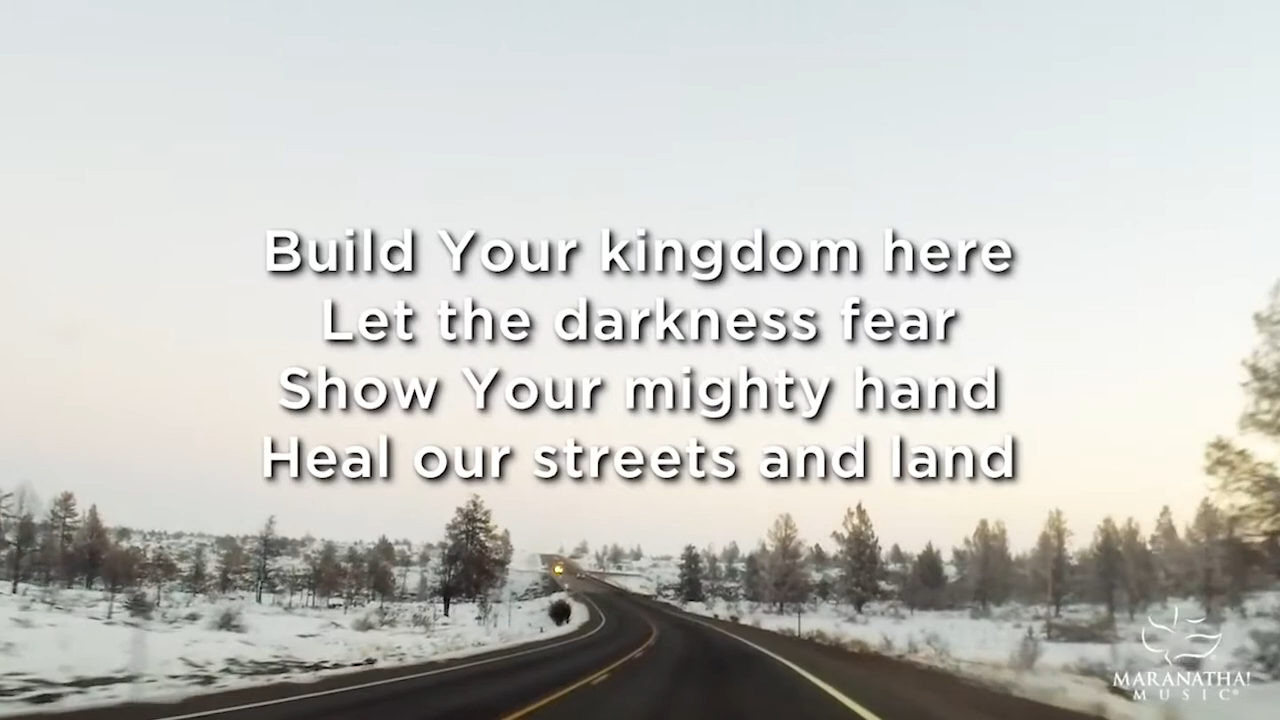 Build Your kingdom here
Let the darkness fear
Show Your mighty hand
Heal our streets and land
MARANATHA!
MUSIC®